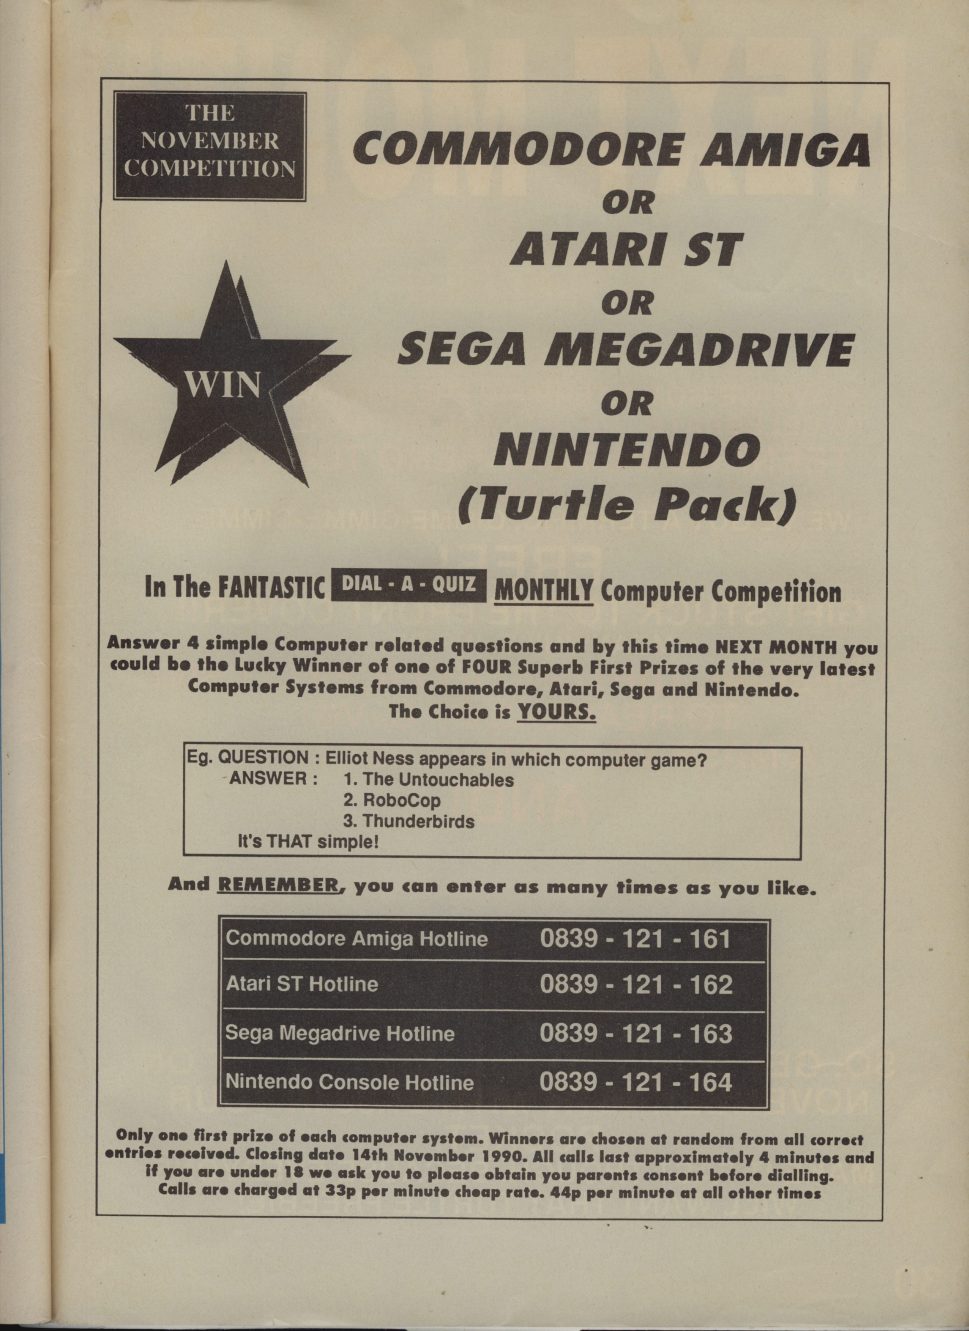 THE
NOVEMBER
COMPETITION
COMMODORE AMIGA
OR
ATARI ST
OR
SEGA MEGADRIVE
OR
NINTENDO
(Turtle Pack)
WIN
In The FANTASTIC DIAL - A - QUIZ MONTHLY Computer Competition
Answer 4 simple Computer related questions and by this time NEXT MONTH you
could be the Lucky Winner of one of FOUR Superb First Prizes of the very latest
Computer Systems from Commodore, Atari, Sega and Nintendo.
The Choice is YOURS.
Eg. QUESTION : Elliot Ness appears in which computer game?
ANSWER : 1. The Untouchables
2. RoboCop
3. Thunderbirds
It's THAT simple!
And REMEMBER, you can enter as many times as you like.
Commodore Amiga Hotline 0839 - 121 - 161
Atari ST Hotline 0839 - 121 - 162
Sega Megadrive Hotline 0839 - 121 - 163
Nintendo Console Hotline 0839 - 121 - 164
Only one first prize of each computer system. Winners are chosen at random from all correct
entries received. Closing date 14th November 1990. All calls last approximately 4 minutes and
if you are under 18 we ask you to please obtain you parents consent before dialling.
Calls are charged at 33p per minute cheap rate. 44p per minute at all other times